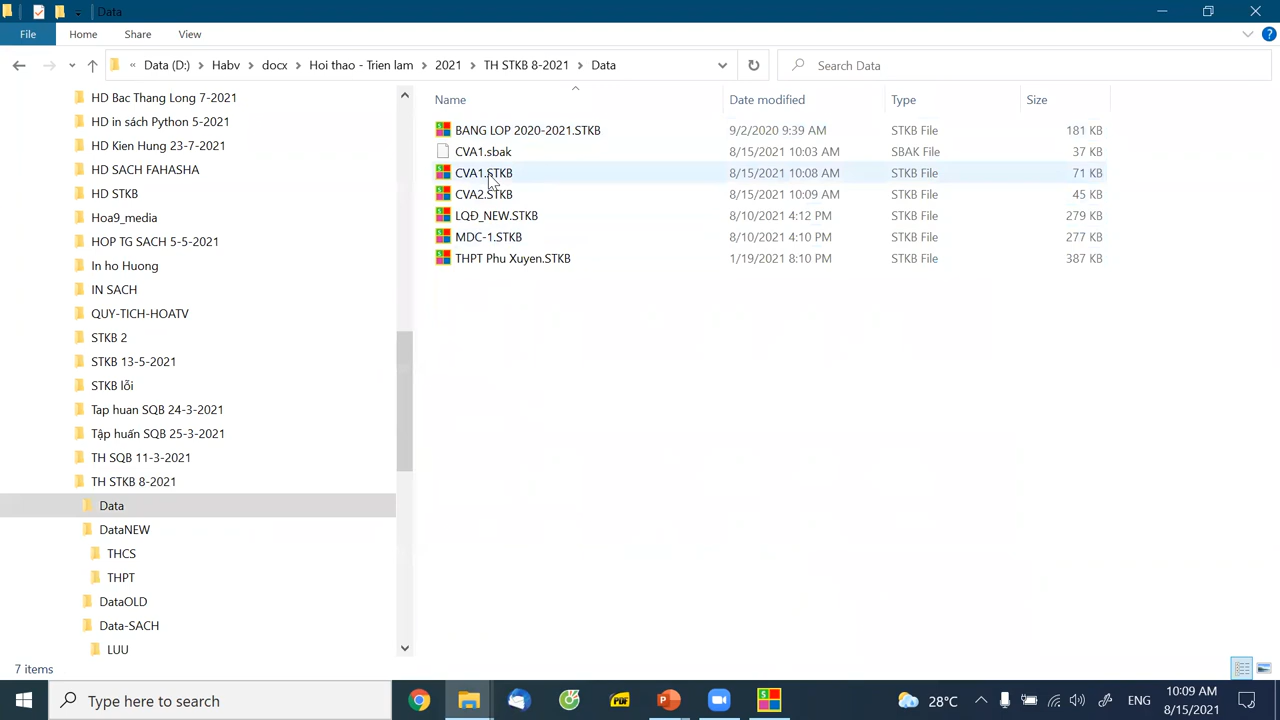 Data
File
Home
Share
View
« Data (D:) Habv docx Hoi thao - Trien lam 2021 TH STKB 8-2021 Data
Search Data
HD Bac Thang Long 7-2021
HD in sách Python 5-2021
HD Kien Hung 23-7-2021
HD SACH FAHASHA
HD STKB
Hoa9_media
HOP TG SACH 5-5-2021
In ho Huong
IN SACH
QUY-TICH-HOATV
STKB 2
STKB 13-5-2021
STKB lỗi
Tap huan SQB 24-3-2021
Tập huấn SQB 25-3-2021
TH SQB 11-3-2021
TH STKB 8-2021
Data
DataNEW
THCS
THPT
DataOLD
Data-SACH
LUU
Name Date modified Type Size
BANG LOP 2020-2021.STKB 9/2/2020 9:39 AM STKB File 181 KB
CVA1.sbak 8/15/2021 10:03 AM SBAK File 37 KB
CVA1.STKB 8/15/2021 10:08 AM STKB File 71 KB
CVA2.STKB 8/15/2021 10:09 AM STKB File 45 KB
LQĐ_NEW.STKB 8/10/2021 4:12 PM STKB File 279 KB
MDC-1.STKB 8/10/2021 4:10 PM STKB File 277 KB
THPT Phu Xuyen.STKB 1/19/2021 8:10 PM STKB File 387 KB
7 items
Type here to search
PDF
28°C
ENG
10:09 AM
8/15/2021